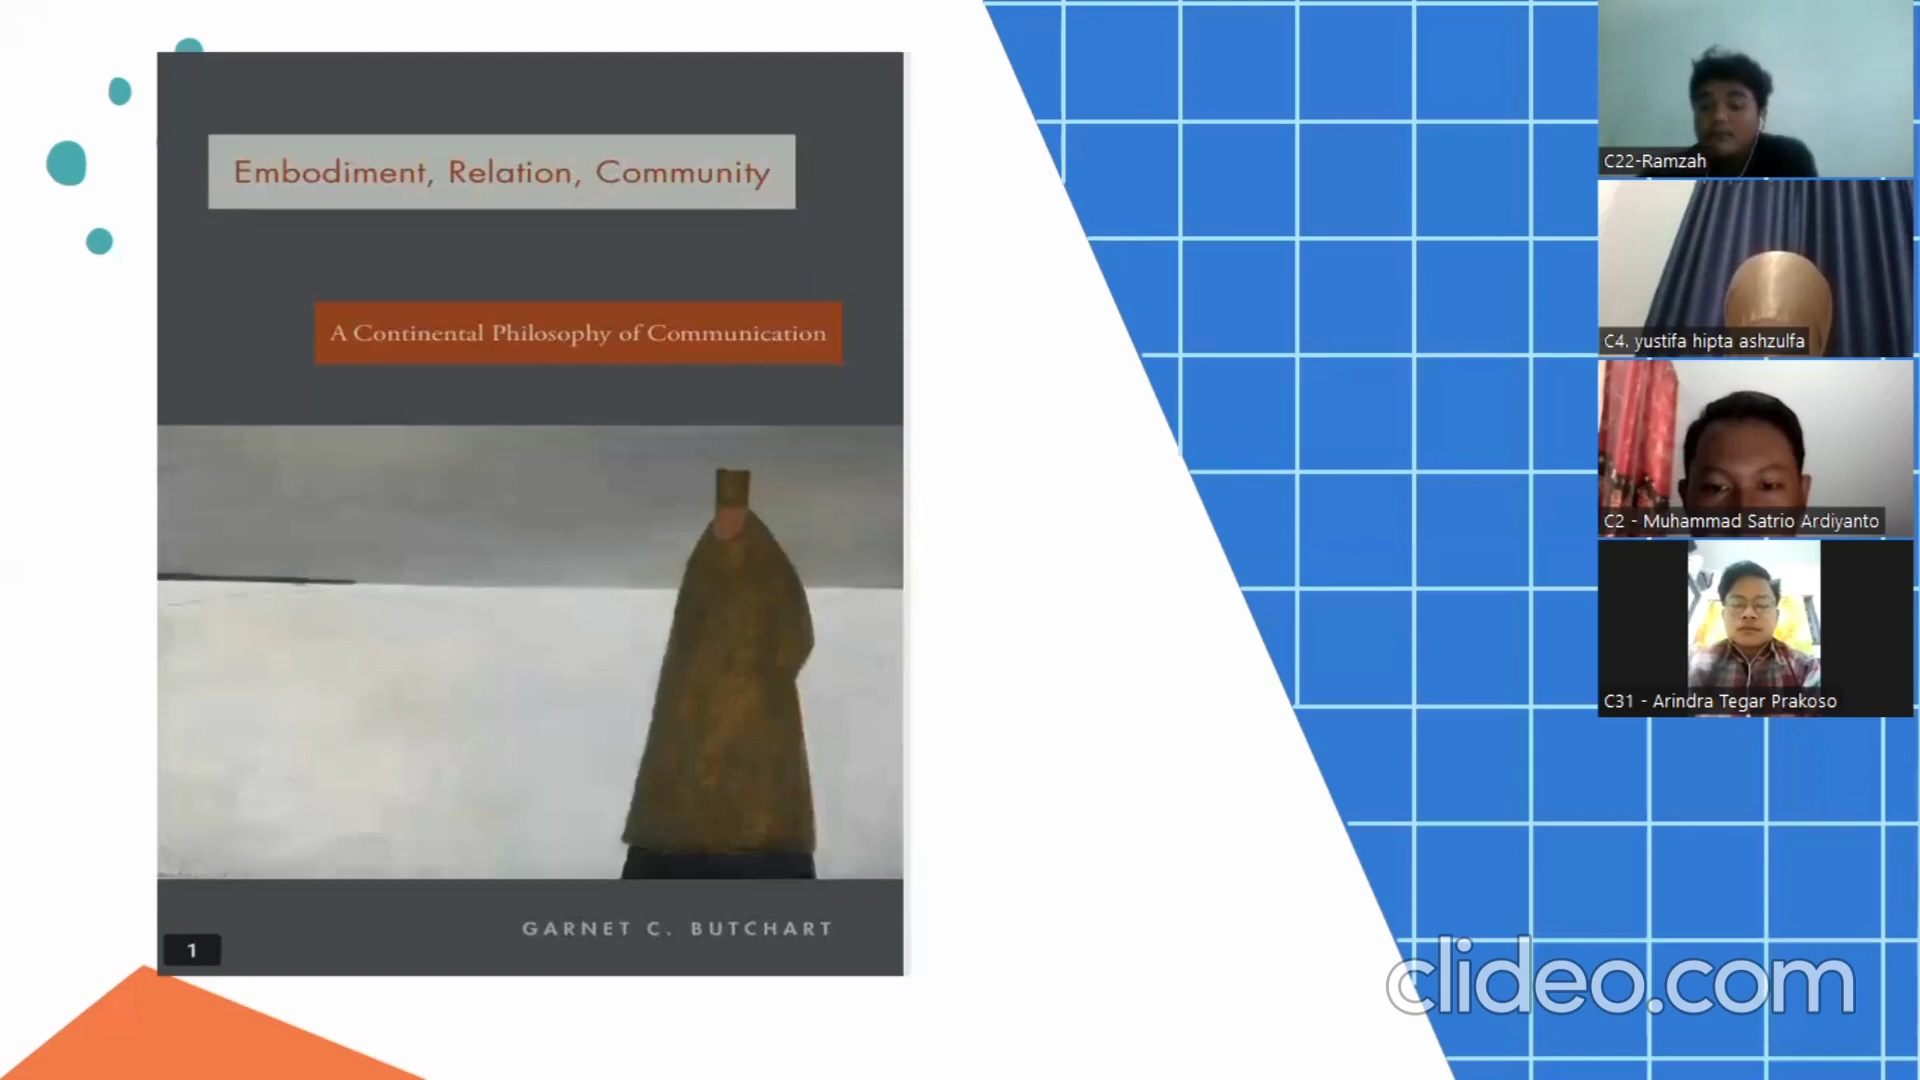 Embodiment, Relation, Community
A Continental Philosophy of Communication
GARNET C. BUTCHART
1
C22-Ramzah
C4. yustifa hipta ashzulfa
C2 - Muhammad Satrio Ardiyanto
C31 - Arindra Tegar Prakoso
clideo.com